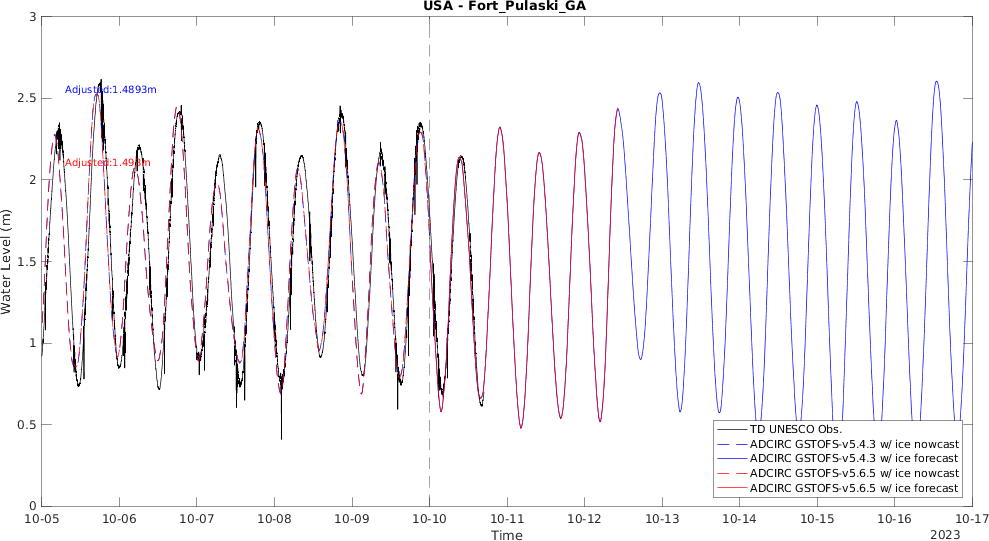 USA - Fort_Pulaski_GA
3
2.5
2
1.5
1
0.5
0
Water Level (m)
Adjusted:1.4893m
Adjusted:1.493m
10-05
10-06
10-07
10-08
10-09
10-10
10-11
10-12
10-13
10-14
10-15
10-16
10-17
Time
2023
TD UNESCO Obs.
ADCIRC GSTOFS-v5.4.3 w/ ice nowcast
ADCIRC GSTOFS-v5.4.3 w/ ice forecast
ADCIRC GSTOFS-v5.6.5 w/ ice nowcast
ADCIRC GSTOFS-v5.6.5 w/ ice forecast